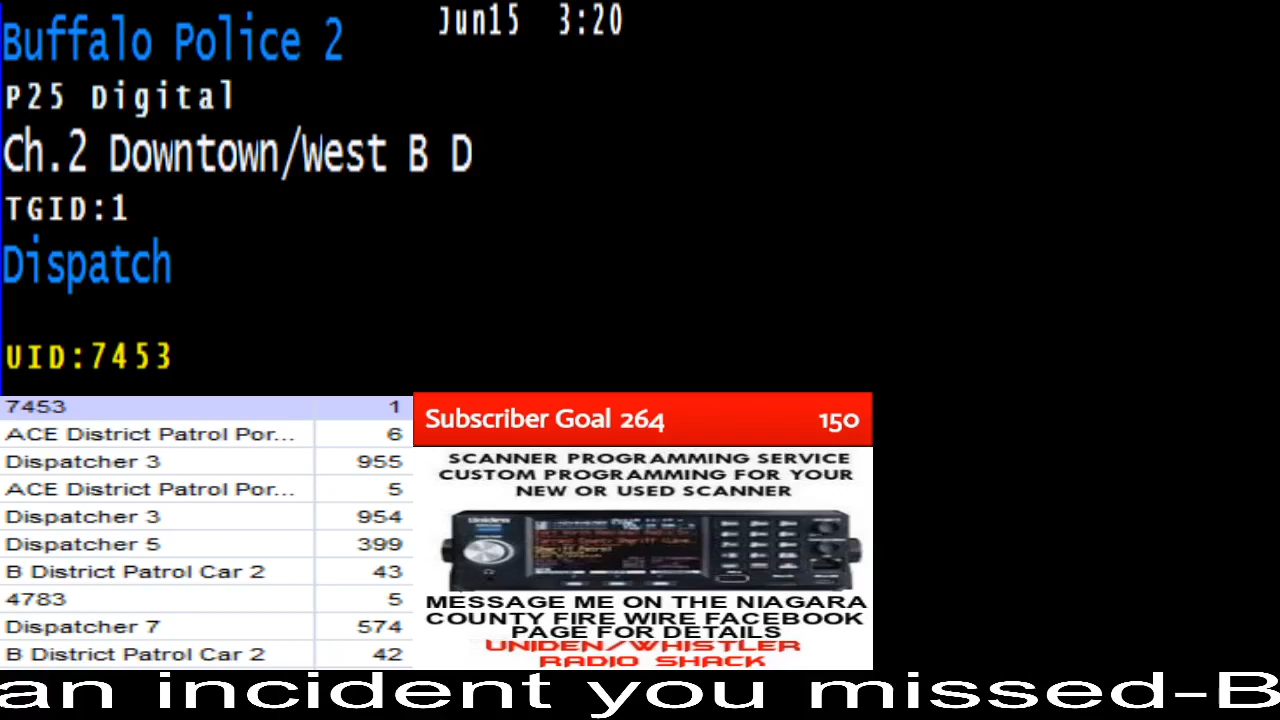 Buffalo Police 2
Jun15 3:20
P25 Digital
Ch.2 Downtown/West B D
TGID:1
Dispatch
UID:7453
7453 1
ACE District Patrol Por... 6
Dispatcher 3 955
ACE District Patrol Por... 5
Dispatcher 3 954
Dispatcher 5 399
B District Patrol Car 2 43
4783 5
Dispatcher 7 574
B District Patrol Car 2 42
Subscriber Goal 264 150
SCANNER PROGRAMMING SERVICE
CUSTOM PROGRAMMING FOR YOUR
NEW OR USED SCANNER
Uniden
MESSAGE ME ON THE NIAGARA
COUNTY FIRE WIRE FACEBOOK
PAGE FOR DETAILS
UNIDEN/WHISTLER
RADIO SHACK
an incident you missed-B